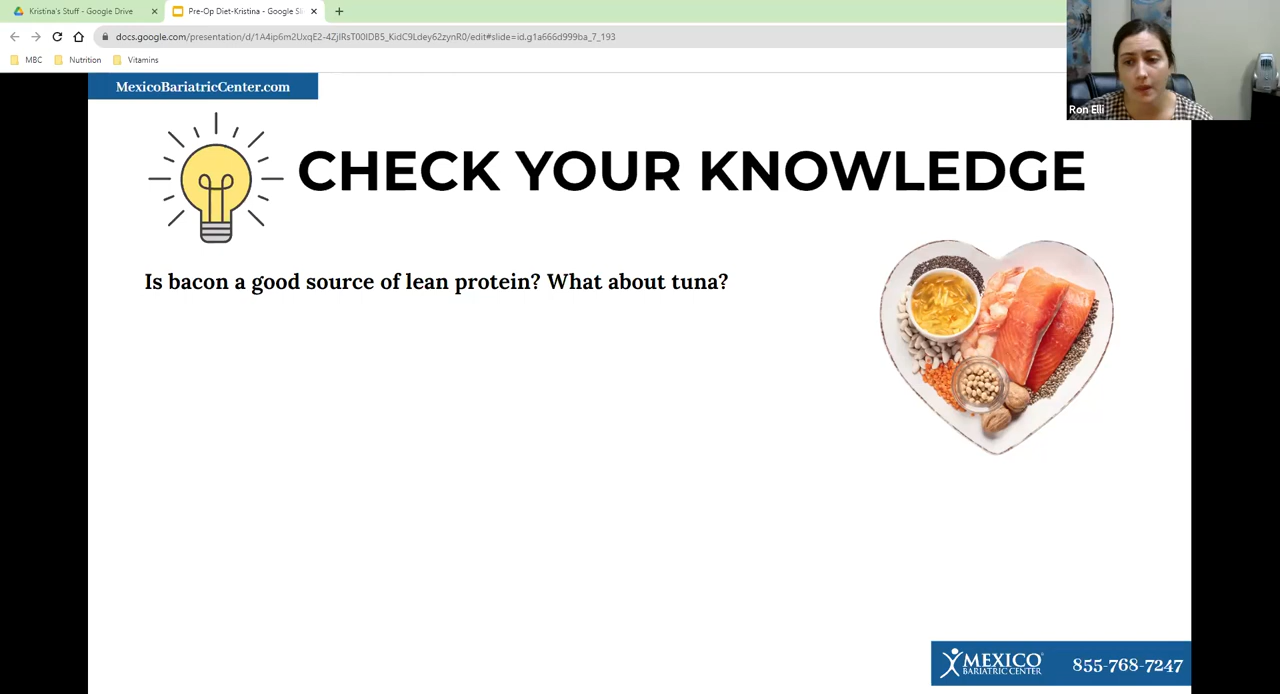 Kristina's Stuff - Google Drive
Pre-Op Diet-Kristina - Google Sli
docs.google.com/presentation/d/1A4ip6m2UxqE2-4ZjIRsT00IDB5_KidC9Ldey62zynR0/edit#slide=id.g1a666d999ba_7_193
MBC
Nutrition
Vitamins
Ron Elli
MexicoBariatricCenter.com
CHECK YOUR KNOWLEDGE
Is bacon a good source of lean protein? What about tuna?
MEXICO
BARIATRIC CENTER
855-768-7247